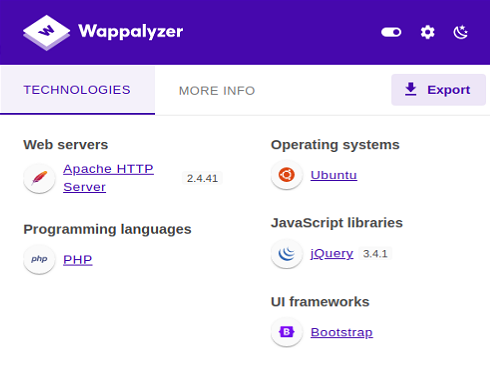 Wappalyzer
TECHNOLOGIES
MORE INFO
Export
Web servers
Apache HTTP
Server
2.4.41
Programming languages
php
PHP
Operating systems
Ubuntu
JavaScript libraries
jQuery 3.4.1
UI frameworks
B
Bootstrap